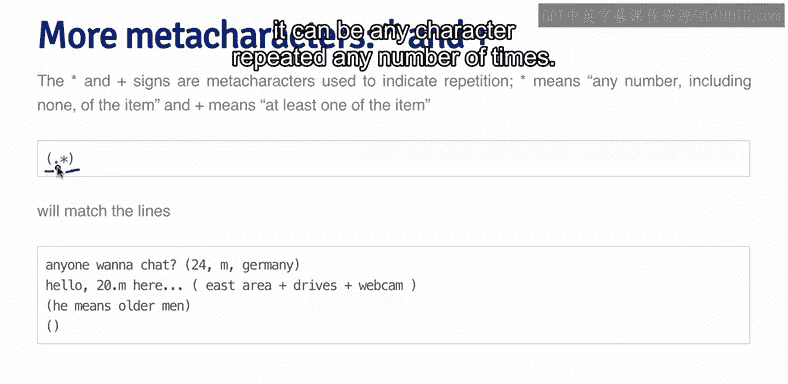 More metacharacters: * and +
it can be any character
repeated any number of times.
The * and + signs are metacharacters used to indicate repetition; * means “any number, including
none, of the item” and + means “at least one of the item”
(.*)
will match the lines
anyone wanna chat? (24, m, germany)
hello, 20.m here... ( east area + drives + webcam )
(he means older men)
()